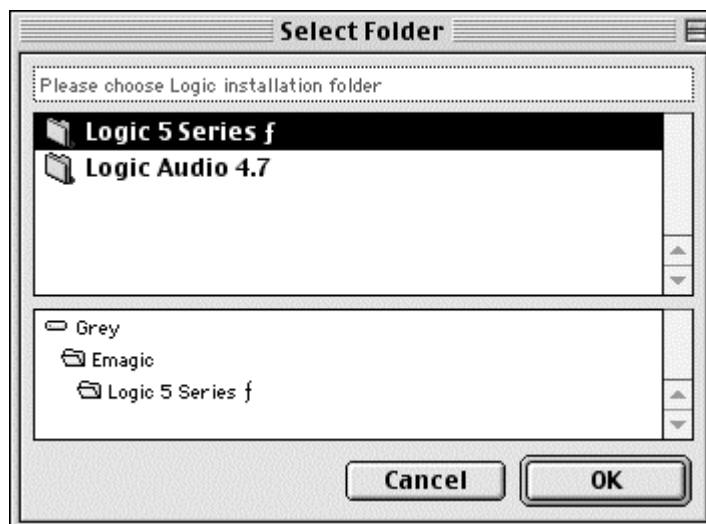 Select Folder
Please choose Logic installation folder
Logic 5 Series ƒ
Logic Audio 4.7
Grey
Emagic
Logic 5 Series ƒ
Cancel OK